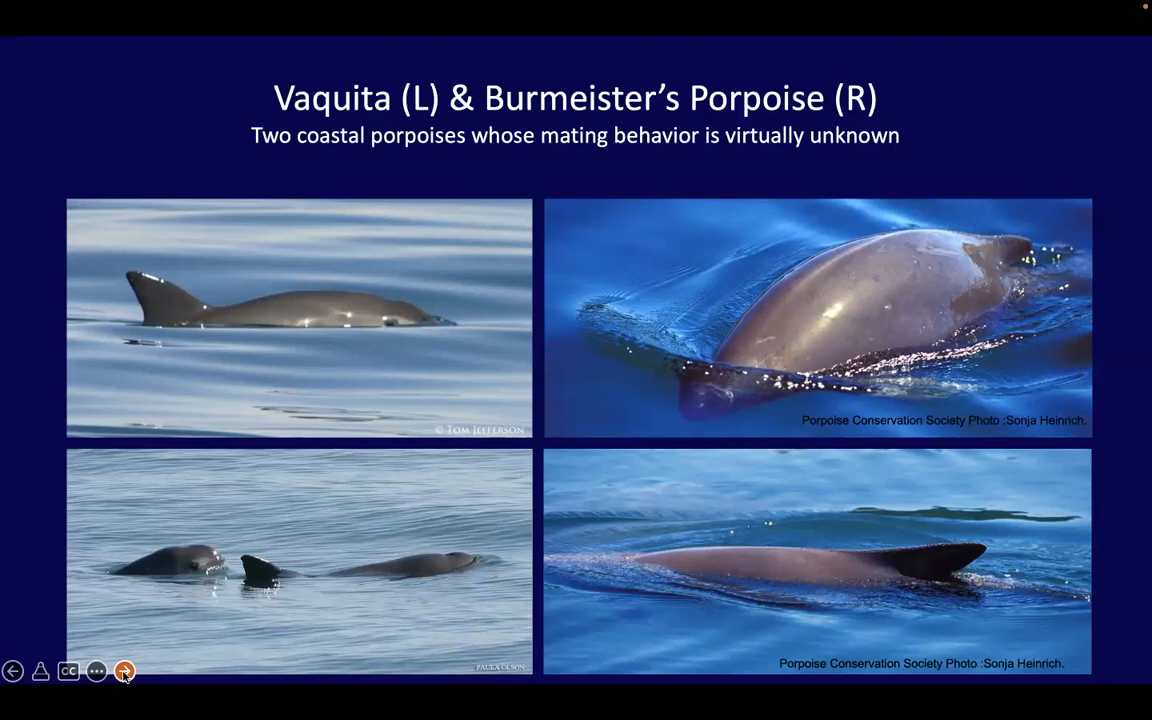 Vaquita (L) & Burmeister's Porpoise (R)
Two coastal porpoises whose mating behavior is virtually unknown
© Tom Jefferson
Porpoise Conservation Society Photo :Sonja Heinrich.
Paula Olson
Porpoise Conservation Society Photo :Sonja Heinrich.
CC